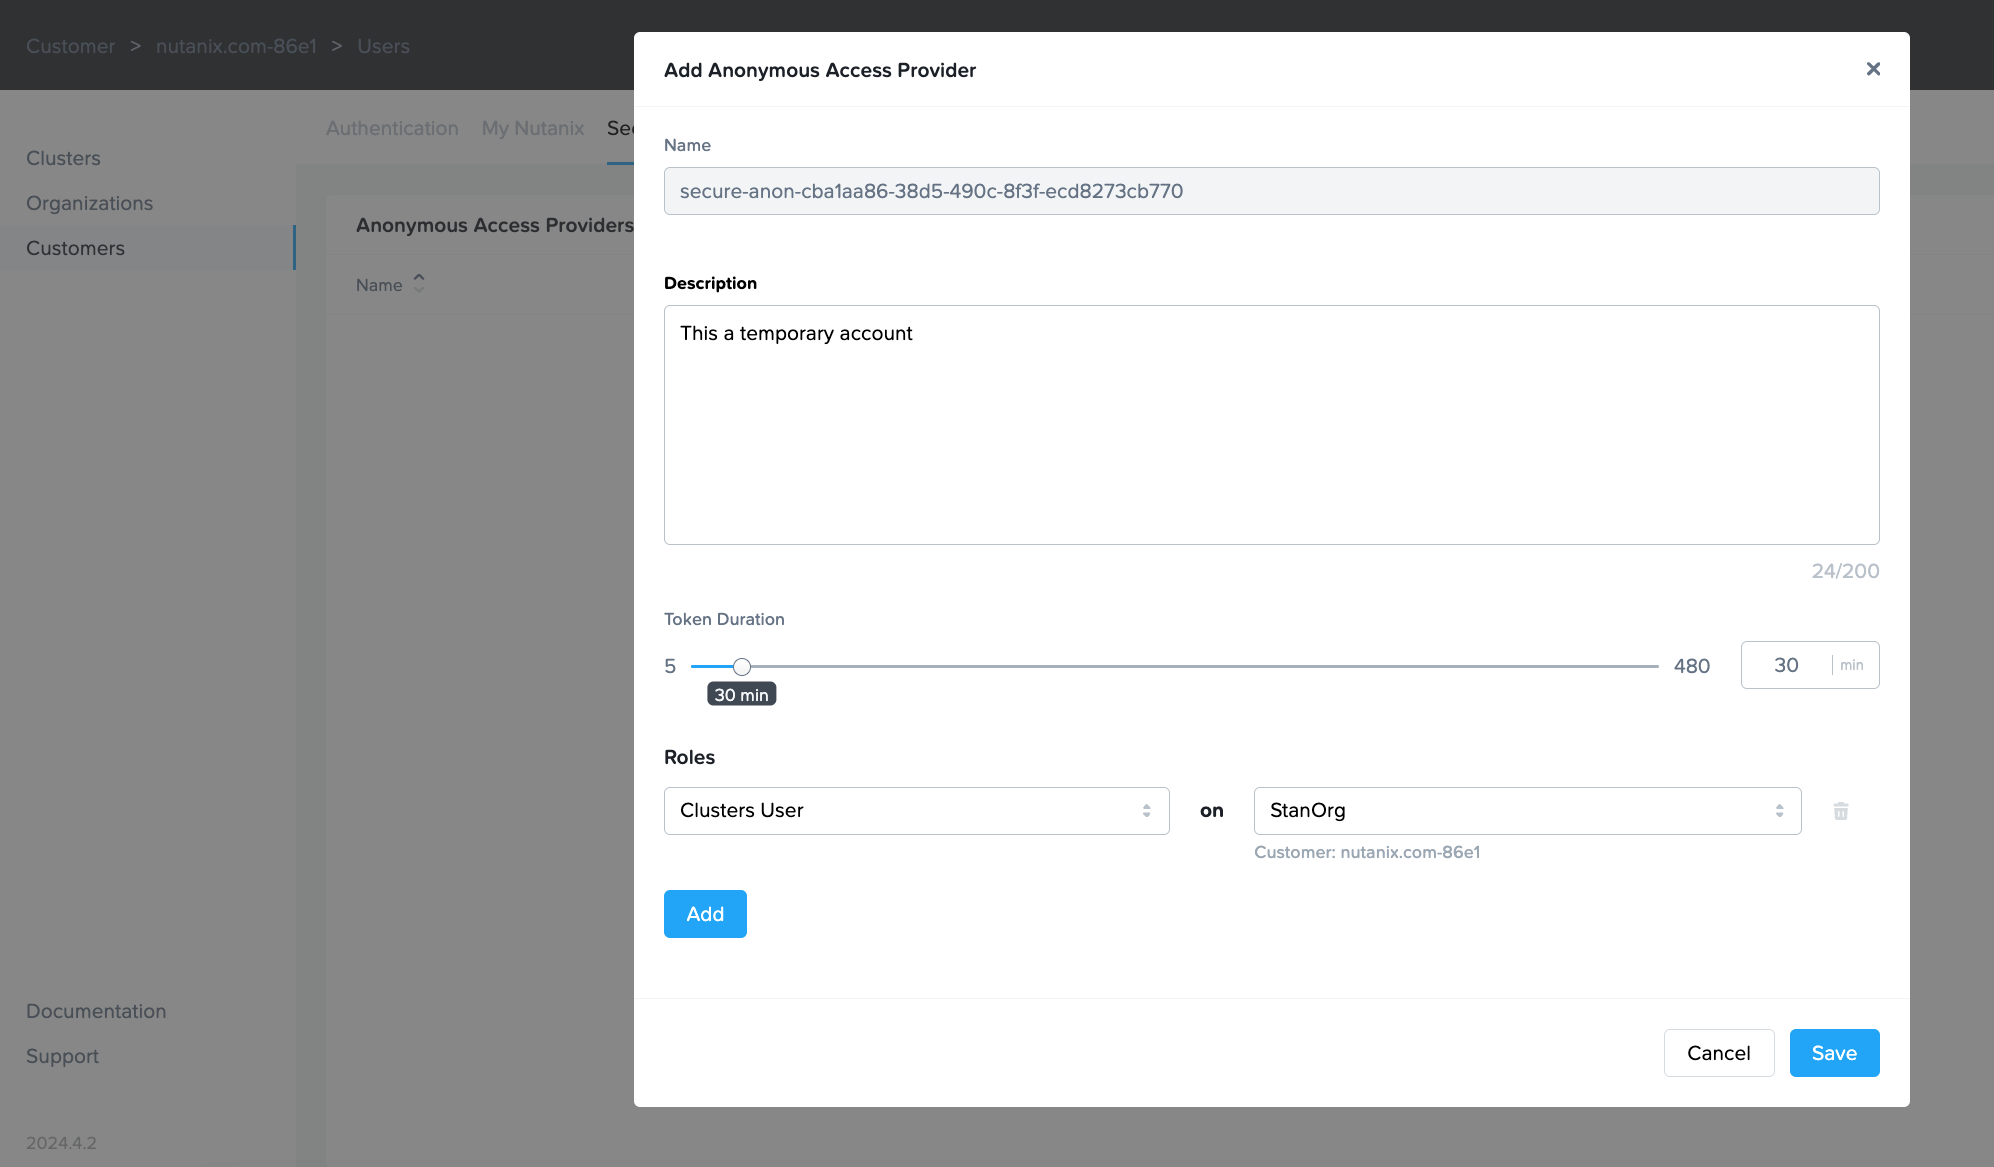 Customer > nutanix.com-86e1 > Users
Authentication My Nutanix
Clusters
Organizations
Customers
Anonymous Access Providers
Name
Documentation
Support
2024.4.2
Add Anonymous Access Provider
Name
secure-anon-cba1aa86-38d5-490c-8f3f-ecd8273cb770
Description
This a temporary account
24/200
Token Duration
5 480 30 min
30 min
Roles
Clusters User on StanOrg
Customer: nutanix.com-86e1
Add
Cancel Save